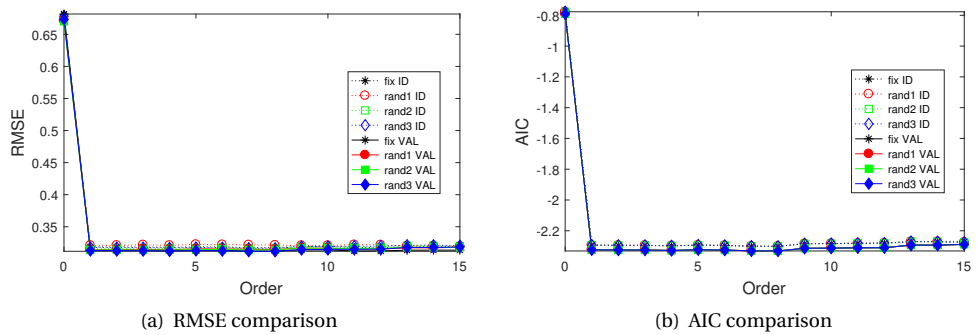 0.65
0.6
0.55
0.5
0.45
0.4
0.35
RMSE
0
5
10
15
Order
fix ID
rand1 ID
rand2 ID
rand3 ID
fix VAL
rand1 VAL
rand2 VAL
rand3 VAL
(a) RMSE comparison
-0.8
-1
-1.2
-1.4
-1.6
-1.8
-2
-2.2
AIC
0
5
10
15
Order
fix ID
rand1 ID
rand2 ID
rand3 ID
fix VAL
rand1 VAL
rand2 VAL
rand3 VAL
(b) AIC comparison